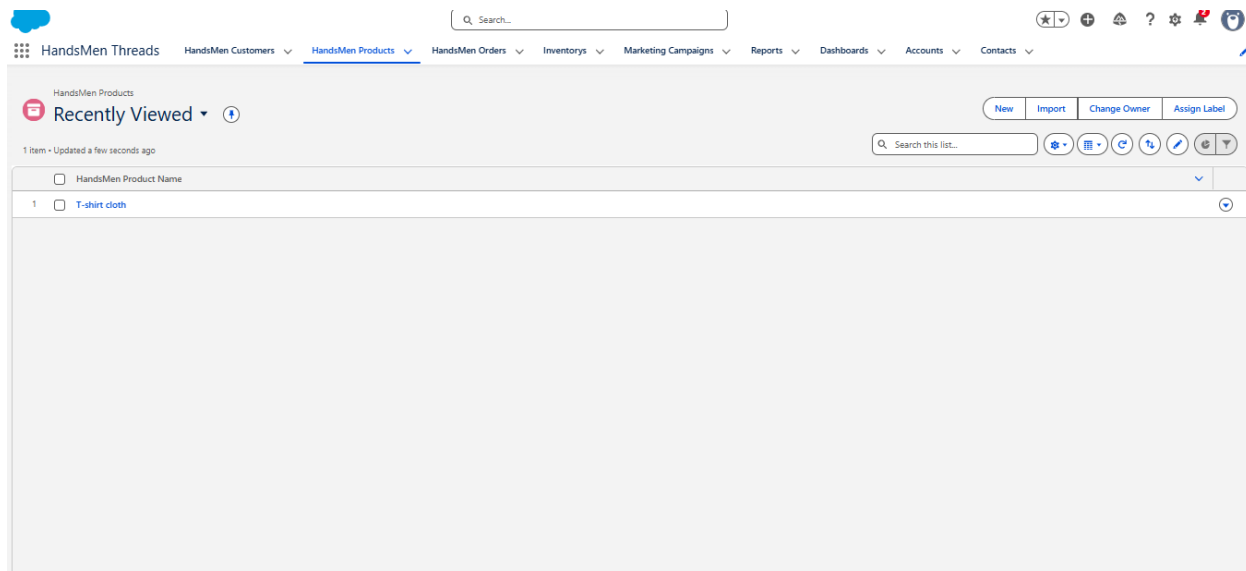 Search...
HandsMen Threads HandsMen Customers HandsMen Products HandsMen Orders Inventorys Marketing Campaigns Reports Dashboards Accounts Contacts
HandsMen Products
Recently Viewed
New Import Change Owner Assign Label
1 item • Updated a few seconds ago
Search this list...
HandsMen Product Name
1 T-shirt cloth